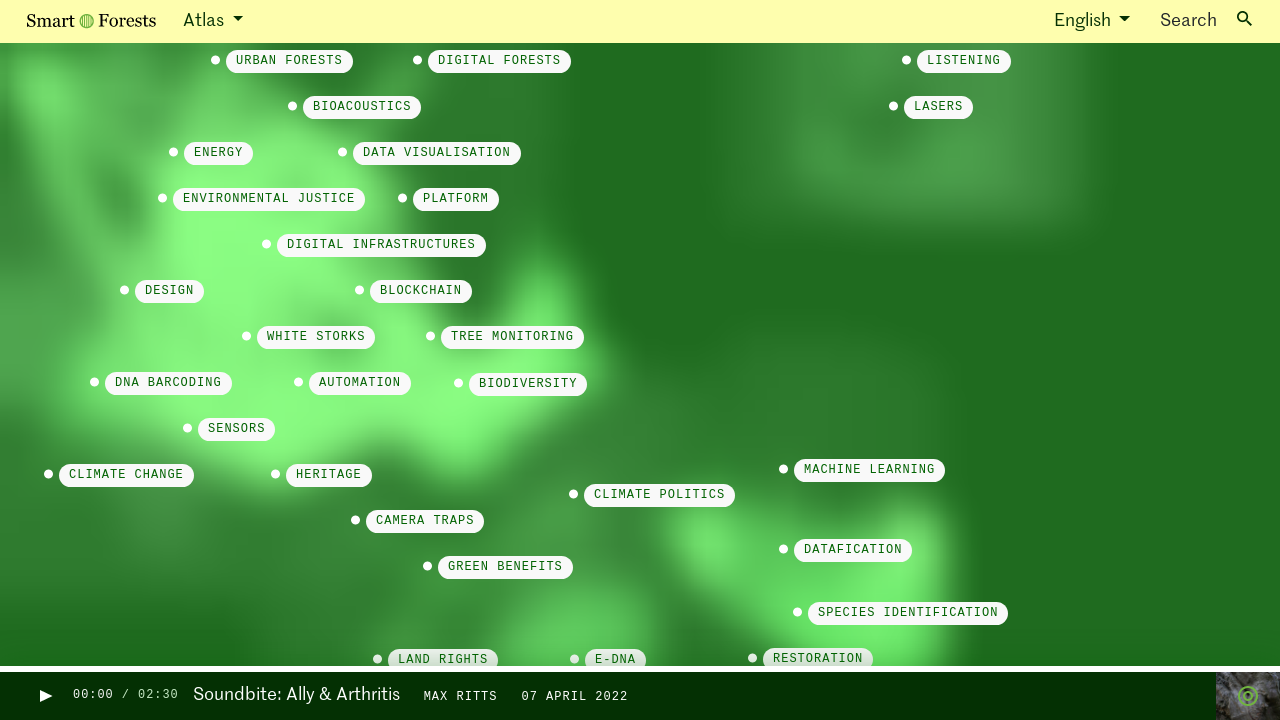 Smart Forests Atlas English Search
URBAN FORESTS DIGITAL FORESTS LISTENING
BIOACOUSTICS LASERS
ENERGY DATA VISUALISATION
ENVIRONMENTAL JUSTICE PLATFORM
DIGITAL INFRASTRUCTURES
DESIGN BLOCKCHAIN
WHITE STORKS TREE MONITORING
DNA BARCODING AUTOMATION BIODIVERSITY
SENSORS
CLIMATE CHANGE HERITAGE MACHINE LEARNING
CLIMATE POLITICS
CAMERA TRAPS
DATAFICATION
GREEN BENEFITS
SPECIES IDENTIFICATION
LAND RIGHTS E-DNA RESTORATION
00:00 / 02:30 Soundbite: Ally & Arthritis MAX RITTS 07 APRIL 2022